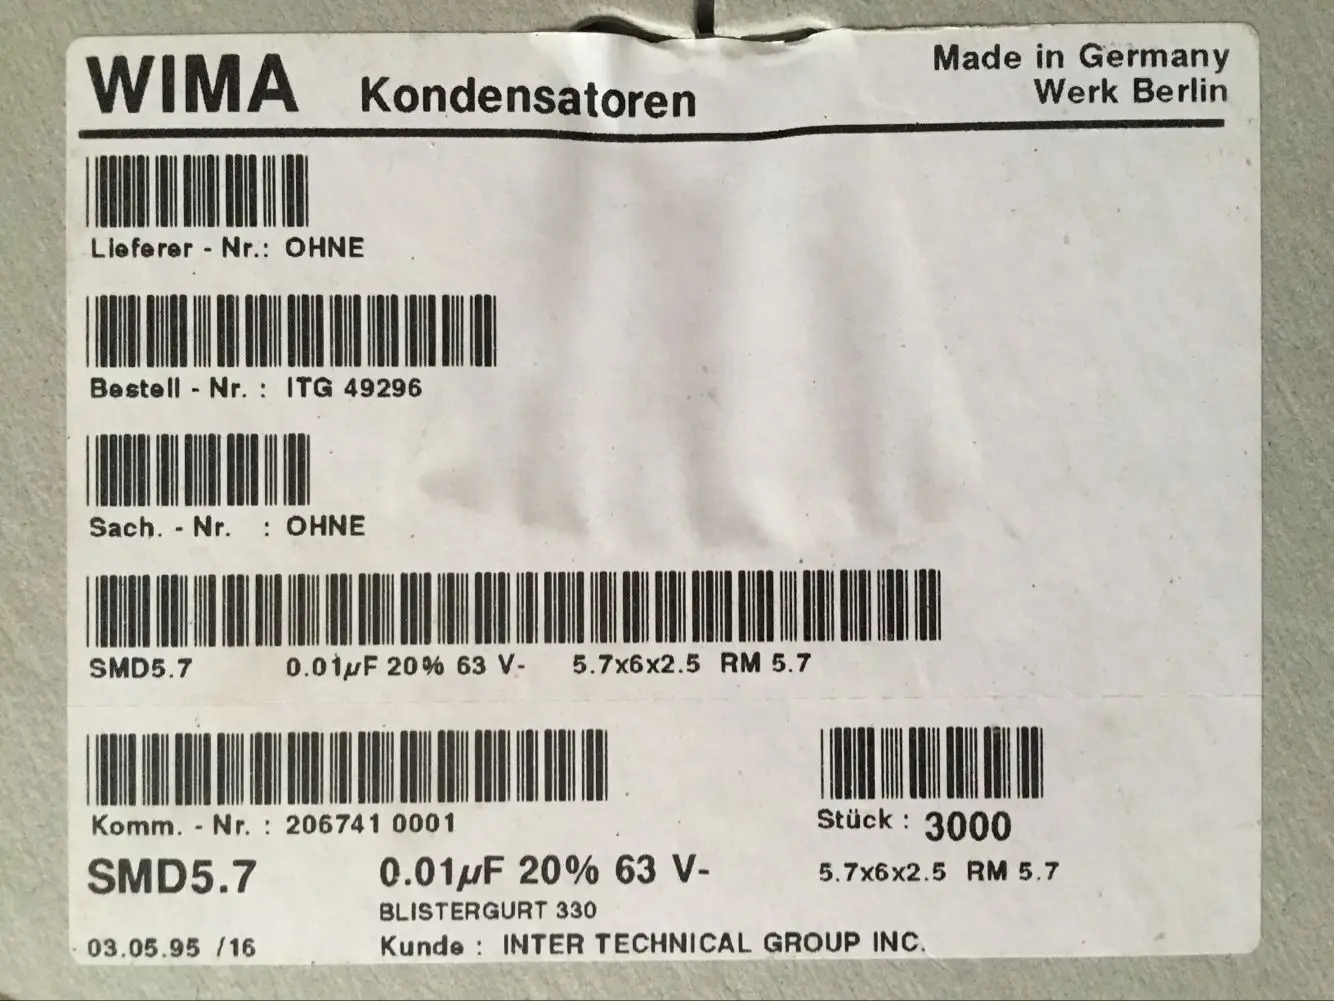 WIMA Kondensatoren
Made in Germany
Werk Berlin
Lieferer - Nr.: OHNE
Bestell - Nr. : ITG 49296
Sach. - Nr. : OHNE
SMD5.7 0.01µF 20% 63 V- 5.7x6x2.5 RM 5.7
Komm. - Nr. : 206741 0001
Stück : 3000
SMD5.7 0.01µF 20% 63 V- 5.7x6x2.5 RM 5.7
BLISTERGURT 330
03.05.95 /16 Kunde : INTER TECHNICAL GROUP INC.